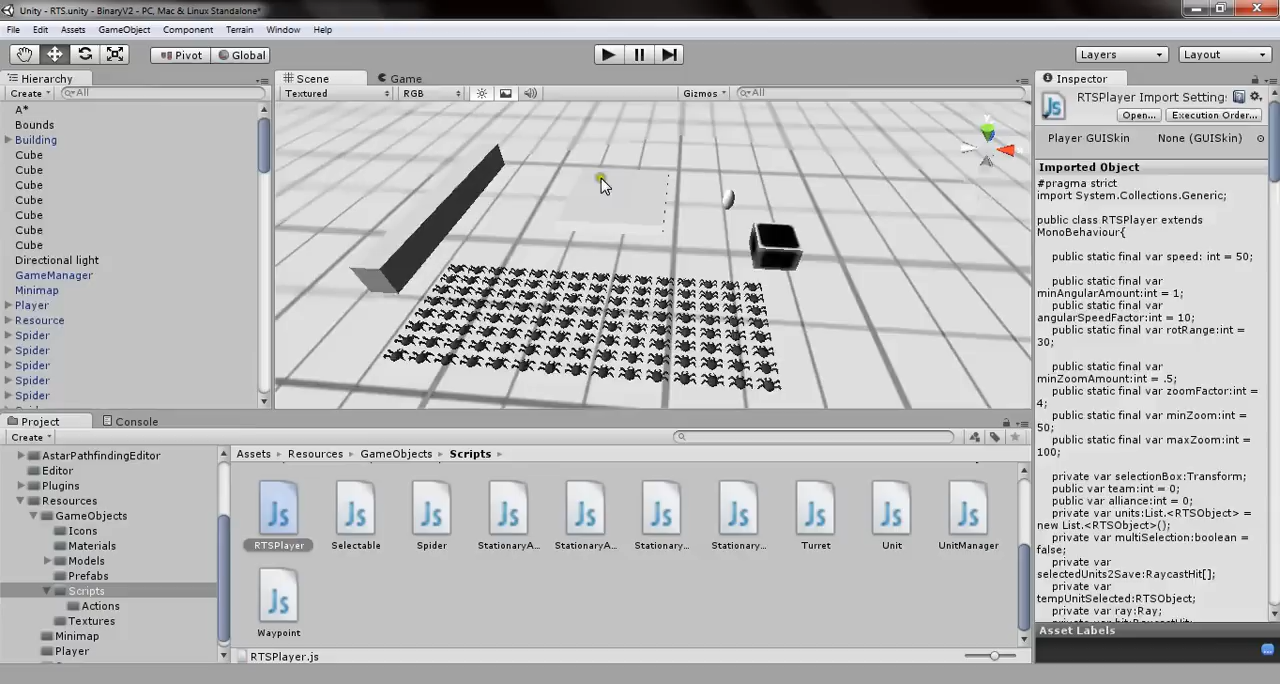 Unity - RTS.unity - BinaryV2 - PC, Mac & Linux Standalone*
File Edit Assets GameObject Component Terrain Window Help
Pivot Global Layers Layout
Hierarchy
Create All
A*
Bounds
Building
Cube
Cube
Cube
Cube
Cube
Cube
Cube
Directional light
GameManager
Minimap
Player
Resource
Spider
Spider
Spider
Spider
Spider
Scene Game
Textured RGB Gizmos All
Inspector
RTSPlayer Import Setting:
Open... Execution Order...
Player GUISkin None (GUISkin)
Imported Object
#pragma strict
import System.Collections.Generic;
public class RTSPlayer extends
MonoBehaviour{
public static final var speed: int = 50;
public static final var
minAngularAmount:int = 1;
public static final var
angularSpeedFactor:int = 10;
public static final var rotRange:int =
30;
public static final var
minZoomAmount:int = .5;
public static final var zoomFactor:int =
4;
public static final var minZoom:int =
50;
public static final var maxZoom:int =
100;
private var selectionBox:Transform;
public var team:int = 0;
public var alliance:int = 0;
private var units:List.<RTSObject> =
new List.<RTSObject>();
private var multiSelection:boolean =
false;
private var
selectedUnits2Save:RaycastHit[];
private var
tempUnitSelected:RTSObject;
private var ray:Ray;
Asset Labels
Project Console
Create
AstarPathfindingEditor
Editor
Plugins
Resources
GameObjects
Icons
Materials
Models
Prefabs
Scripts
Actions
Textures
Minimap
Player
Assets Resources GameObjects Scripts
RTSPlayer Selectable Spider StationaryA... StationaryA... Stationary... Stationary... Turret Unit UnitManager
Waypoint
RTSPlayer.js